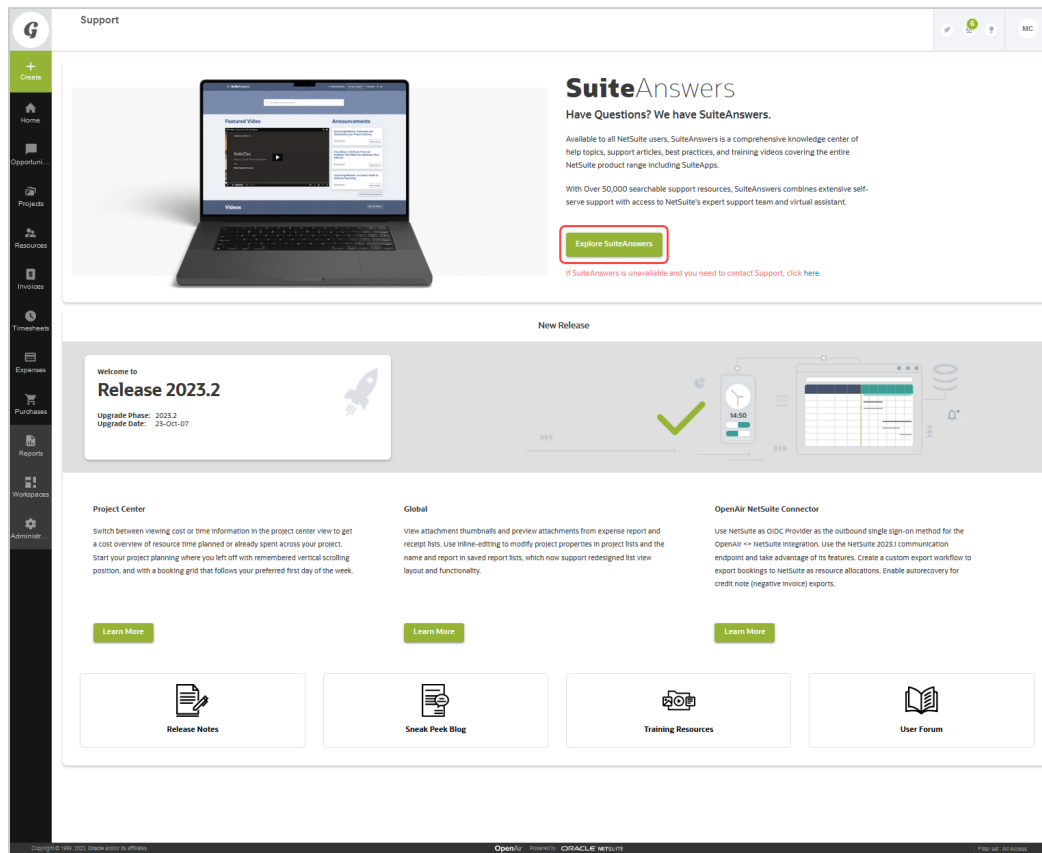 G
Support
6
MC
+
Create
Home
Opportuni...
Projects
Resources
Invoices
Timesheets
Expenses
Purchases
Reports
Workspaces
Administr...
Featured Video
Announcements
Videos
SuiteAnswers
Have Questions? We have SuiteAnswers.
Available to all NetSuite users, SuiteAnswers is a comprehensive knowledge center of
help topics, support articles, best practices, and training videos covering the entire
NetSuite product range including SuiteApps.
With Over 50,000 searchable support resources, SuiteAnswers combines extensive self-
serve support with access to NetSuite's expert support team and virtual assistant.
Explore SuiteAnswers
If SuiteAnswers is unavailable and you need to contact Support, click here.
New Release
Welcome to
Release 2023.2
Upgrade Phase: 2023.2
Upgrade Date: 23-Oct-07
14:50
Project Center
Switch between viewing cost or time information in the project center view to get
a cost overview of resource time planned or already spent across your project.
Start your project planning where you left off with remembered vertical scrolling
position, and with a booking grid that follows your preferred first day of the week.
Learn More
Global
View attachment thumbnails and preview attachments from expense report and
receipt lists. Use inline-editing to modify project properties in project lists and the
name and report in saved report lists, which now support redesigned list view
layout and functionality.
Learn More
OpenAir NetSuite Connector
Use NetSuite as OIDC Provider as the outbound single sign-on method for the
OpenAir <> NetSuite integration. Use the NetSuite 2023.1 communication
endpoint and take advantage of its features. Create a custom export workflow to
export bookings to NetSuite as resource allocations. Enable autorecovery for
credit note (negative invoice) exports.
Learn More
Release Notes
Sneak Peek Blog
Training Resources
User Forum
Copyright © 1999, 2023, Oracle and/or its affiliates.
OpenAir Powered by ORACLE NETSUITE
Filter set : All Access